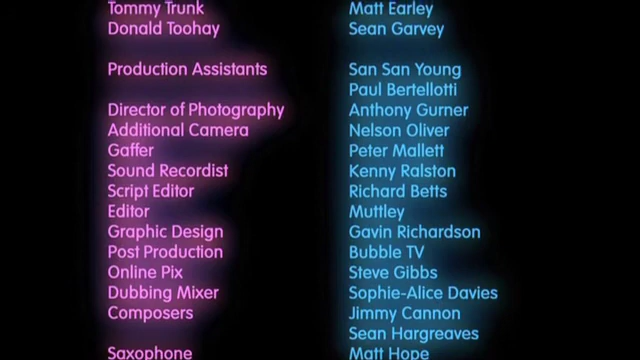 Tommy Trunk Matt Earley
Donald Toohay Sean Garvey
Production Assistants San San Young
Paul Bertellotti
Director of Photography Anthony Gurner
Additional Camera Nelson Oliver
Gaffer Peter Mallett
Sound Recordist Kenny Ralston
Script Editor Richard Betts
Editor Muttley
Graphic Design Gavin Richardson
Post Production Bubble TV
Online Pix Steve Gibbs
Dubbing Mixer Sophie-Alice Davies
Composers Jimmy Cannon
Sean Hargreaves
Saxophone Matt Hope